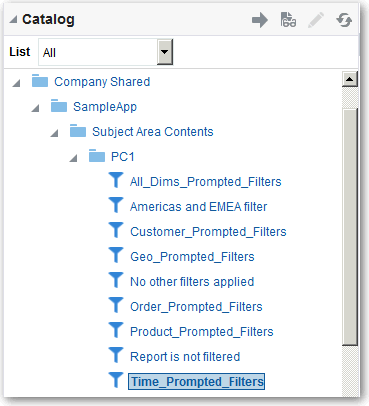 Catalog
List All
Company Shared
SampleApp
Subject Area Contents
PC1
All_Dims_Prompted_Filters
Americas and EMEA filter
Customer_Prompted_Filters
Geo_Prompted_Filters
No other filters applied
Order_Prompted_Filters
Product_Prompted_Filters
Report is not filtered
Time_Prompted_Filters